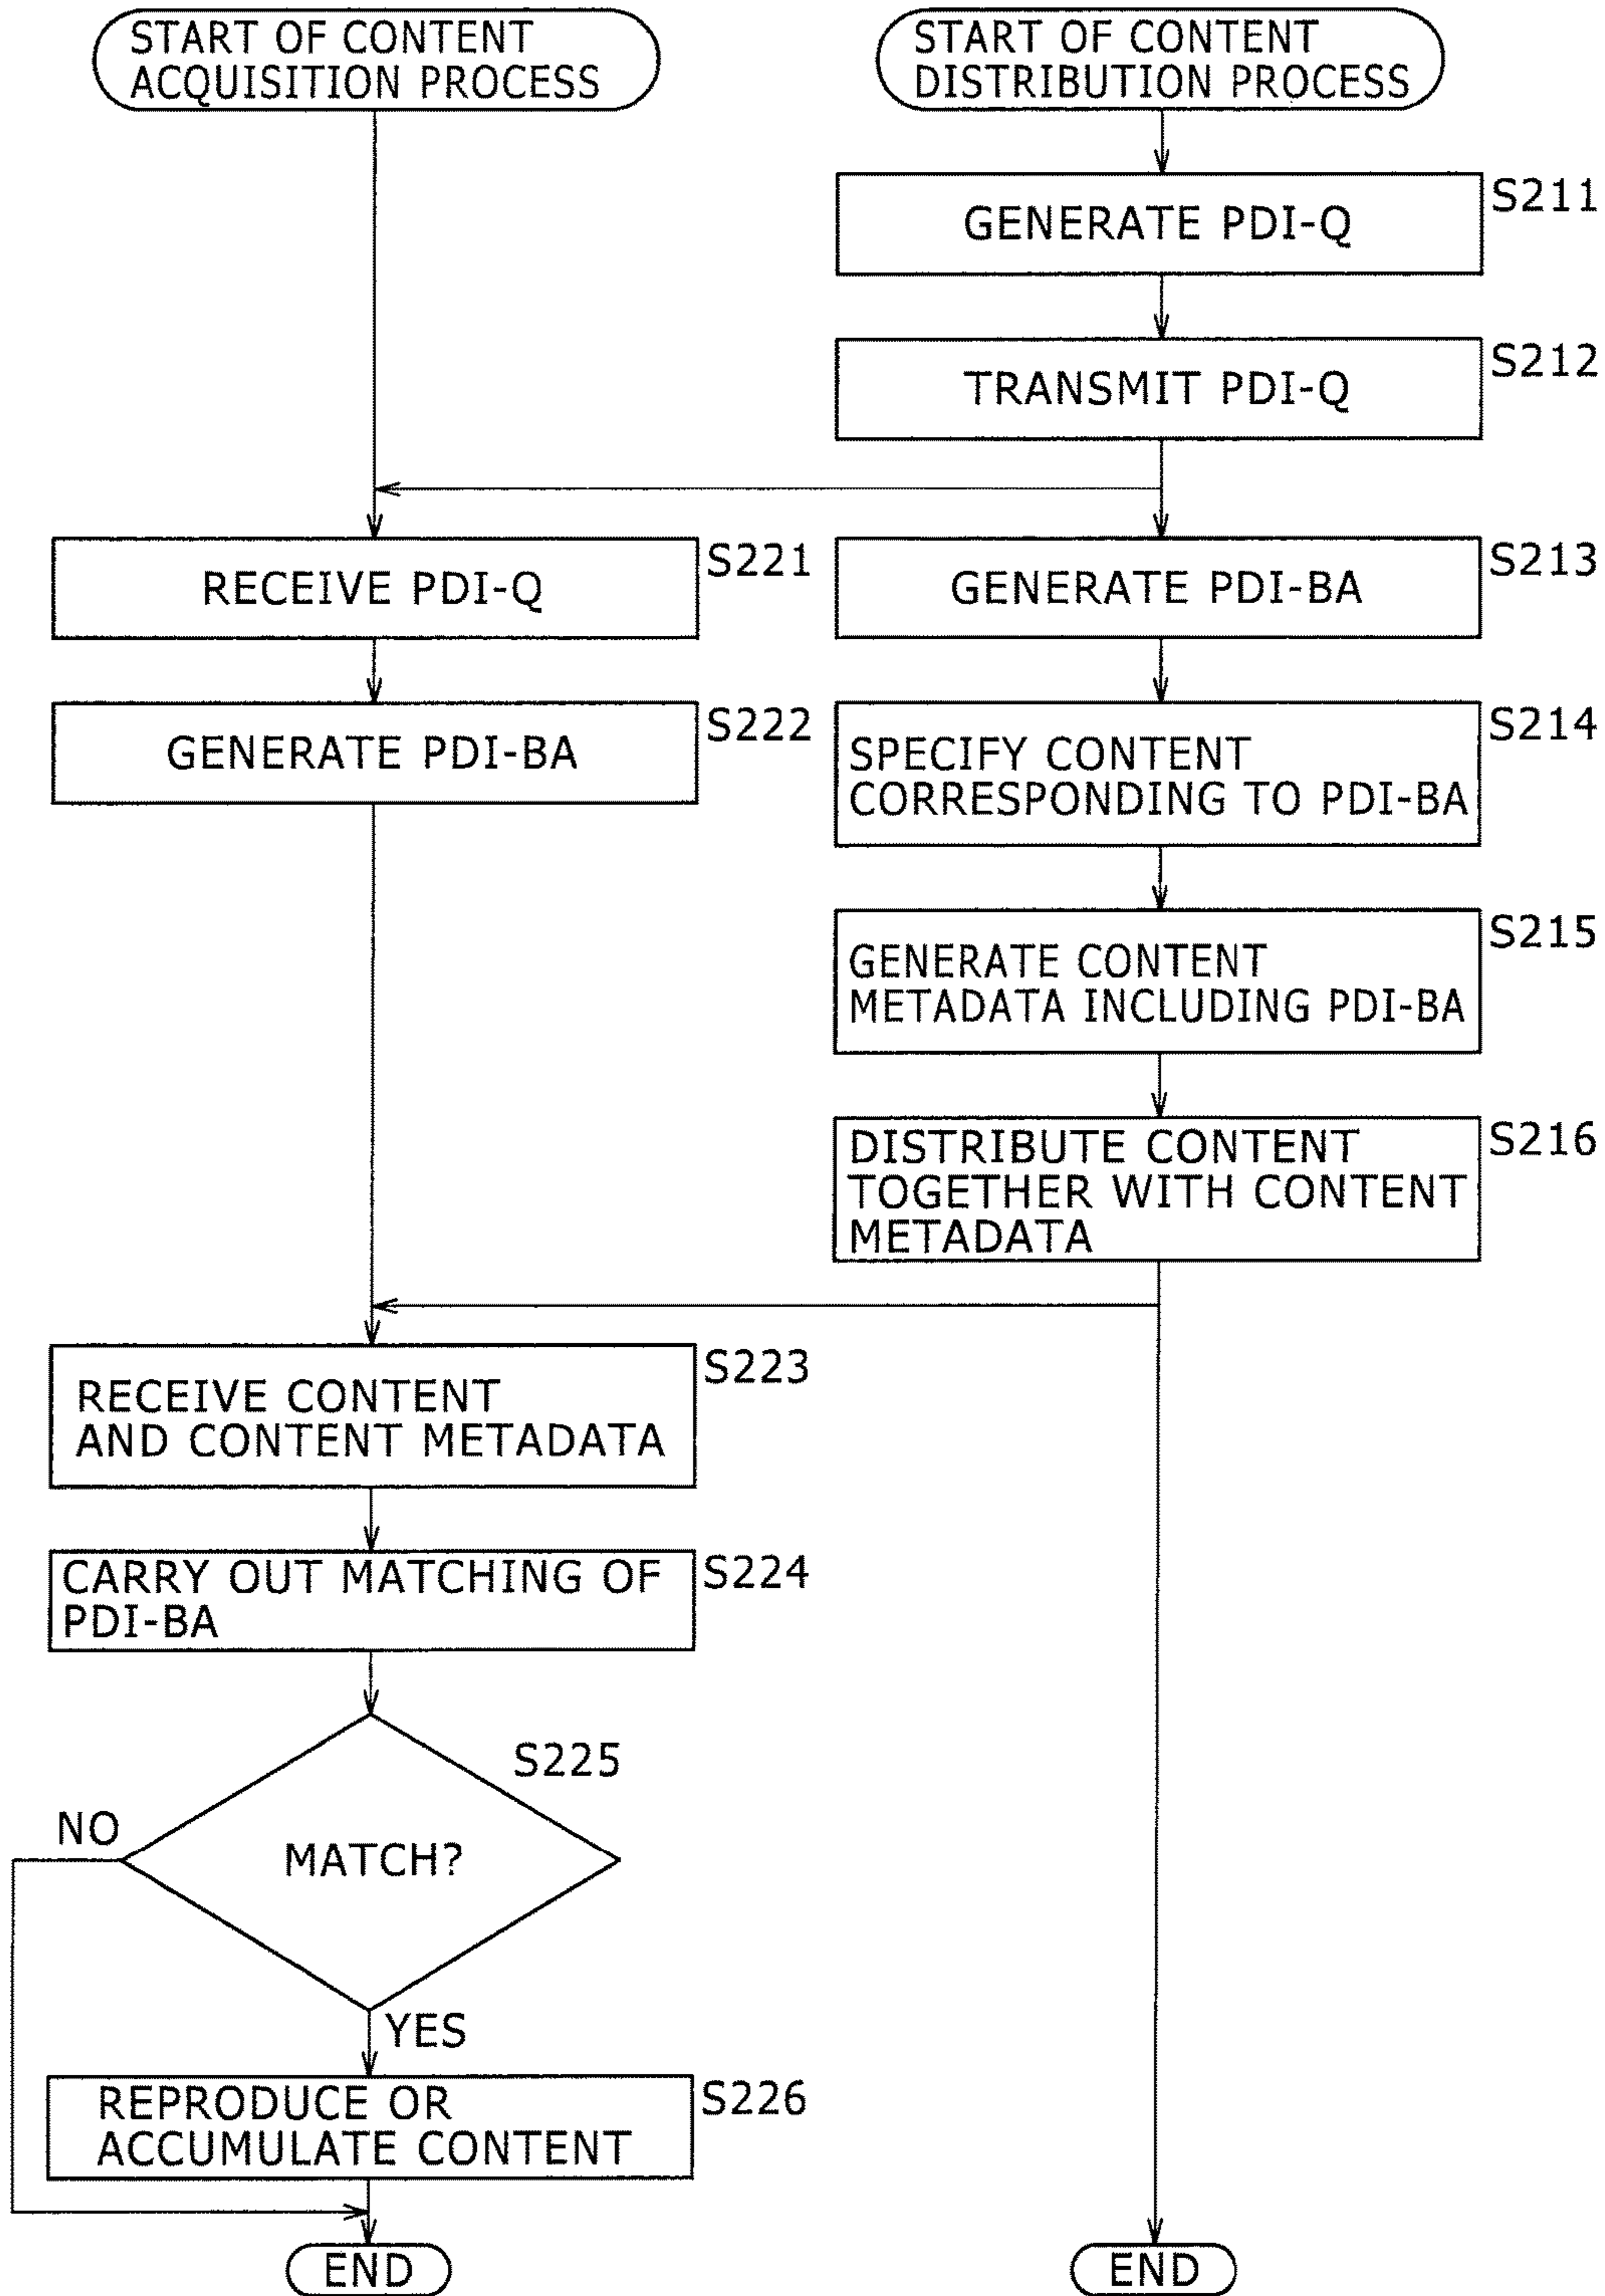 START OF CONTENT
ACQUISITION PROCESS
START OF CONTENT
DISTRIBUTION PROCESS
S211
GENERATE PDI-Q
S212
TRANSMIT PDI-Q
S221
RECEIVE PDI-Q
S213
GENERATE PDI-BA
S222
GENERATE PDI-BA
S214
SPECIFY CONTENT
CORRESPONDING TO PDI-BA
S215
GENERATE CONTENT
METADATA INCLUDING PDI-BA
S216
DISTRIBUTE CONTENT
TOGETHER WITH CONTENT
METADATA
S223
RECEIVE CONTENT
AND CONTENT METADATA
S224
CARRY OUT MATCHING OF
PDI-BA
S225
NO
MATCH?
YES
S226
REPRODUCE OR
ACCUMULATE CONTENT
END
END